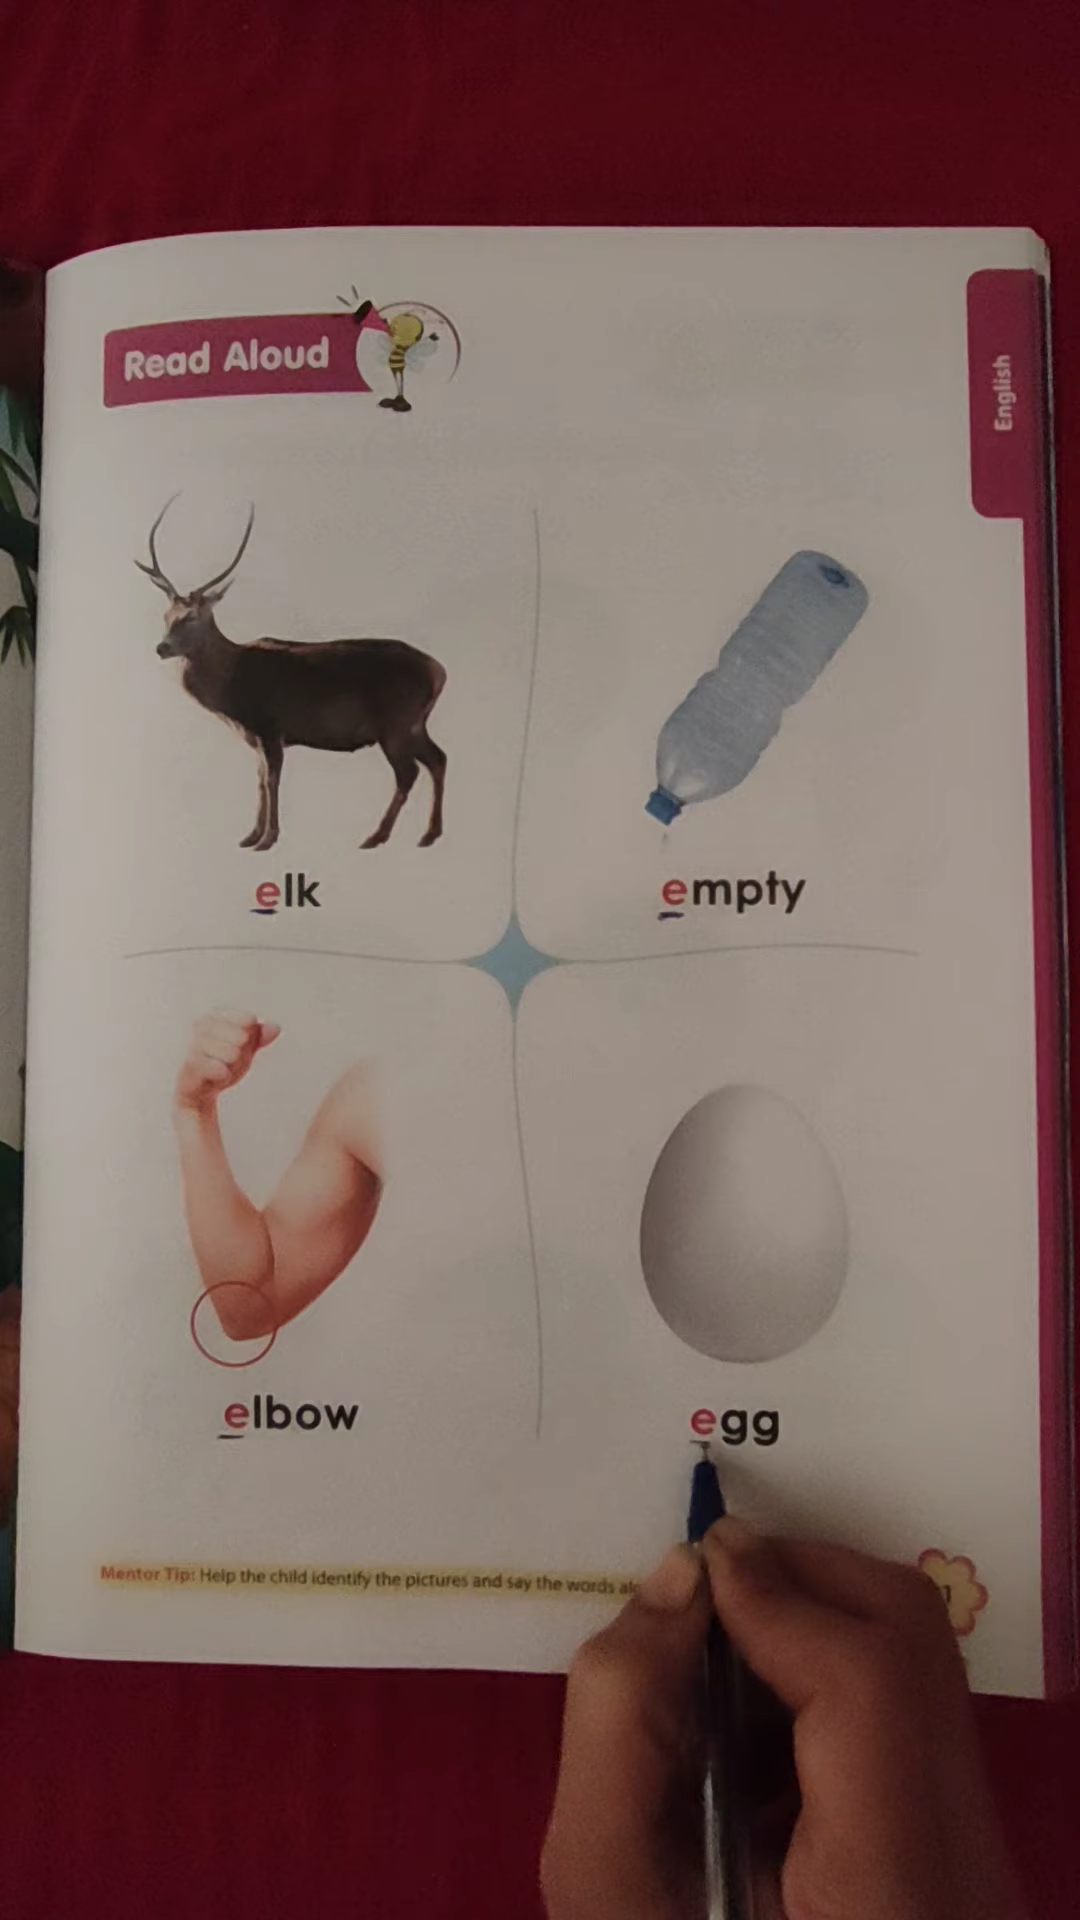 Read Aloud
English
elk
empty
elbow
egg
Mentor Tip: Help the child identify the pictures and say the words